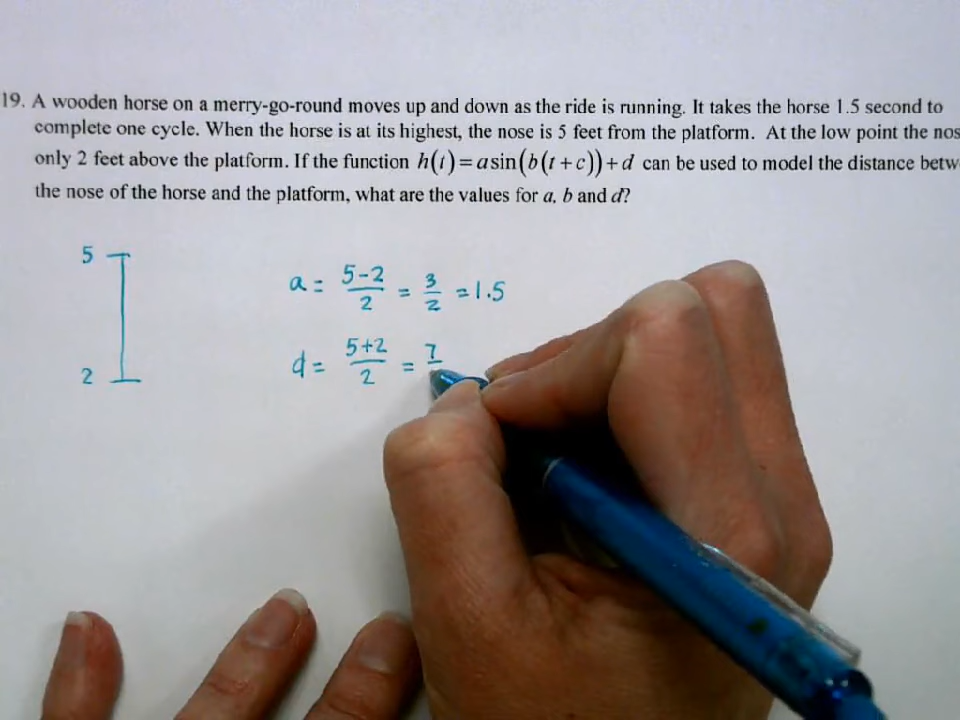 19. A wooden horse on a merry-go-round moves up and down as the ride is running. It takes the horse 1.5 second to
complete one cycle. When the horse is at its highest, the nose is 5 feet from the platform. At the low point the nos
only 2 feet above the platform. If the function h(t)=a sin(b(t+c))+d can be used to model the distance betw
the nose of the horse and the platform, what are the values for a, b and d?
5
a = 5-2/2 = 3/2 = 1.5
d = 5+2/2 = 7/
2